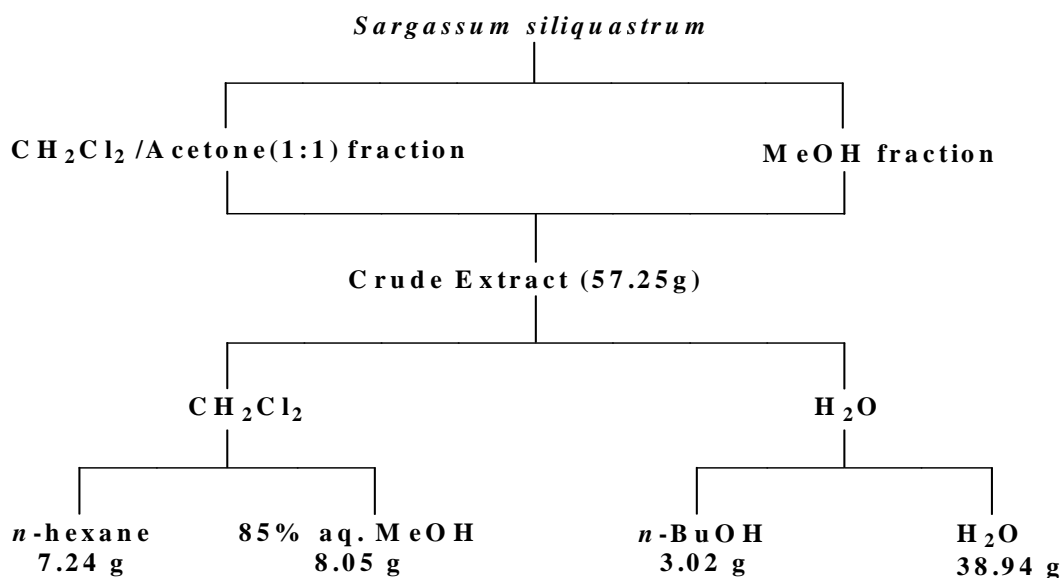 Sargassum siliquastrum
CH₂Cl₂ /Acetone(1:1) fraction
MeOH fraction
Crude Extract (57.25g)
CH₂Cl₂
H₂O
n-hexane
7.24 g
85% aq. MeOH
8.05 g
n-BuOH
3.02 g
H₂O
38.94 g